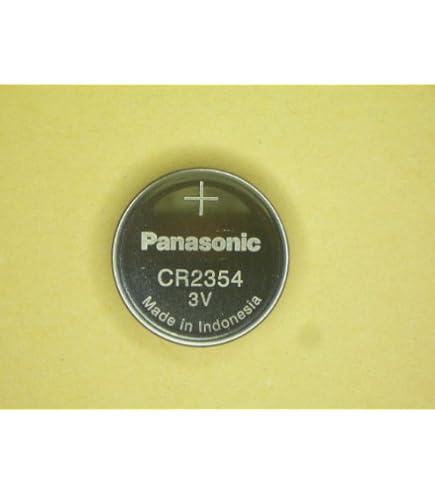 +
Panasonic
CR2354
3V
Made in Indonesia